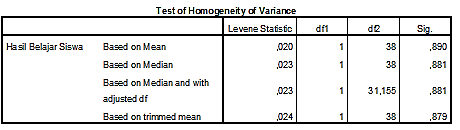 Test of Homogeneity of Variance
Levene Statistic df1 df2 Sig.
Hasil Belajar Siswa Based on Mean ,020 1 38 ,890
Based on Median ,023 1 38 ,881
Based on Median and with adjusted df ,023 1 31,155 ,881
Based on trimmed mean ,024 1 38 ,879